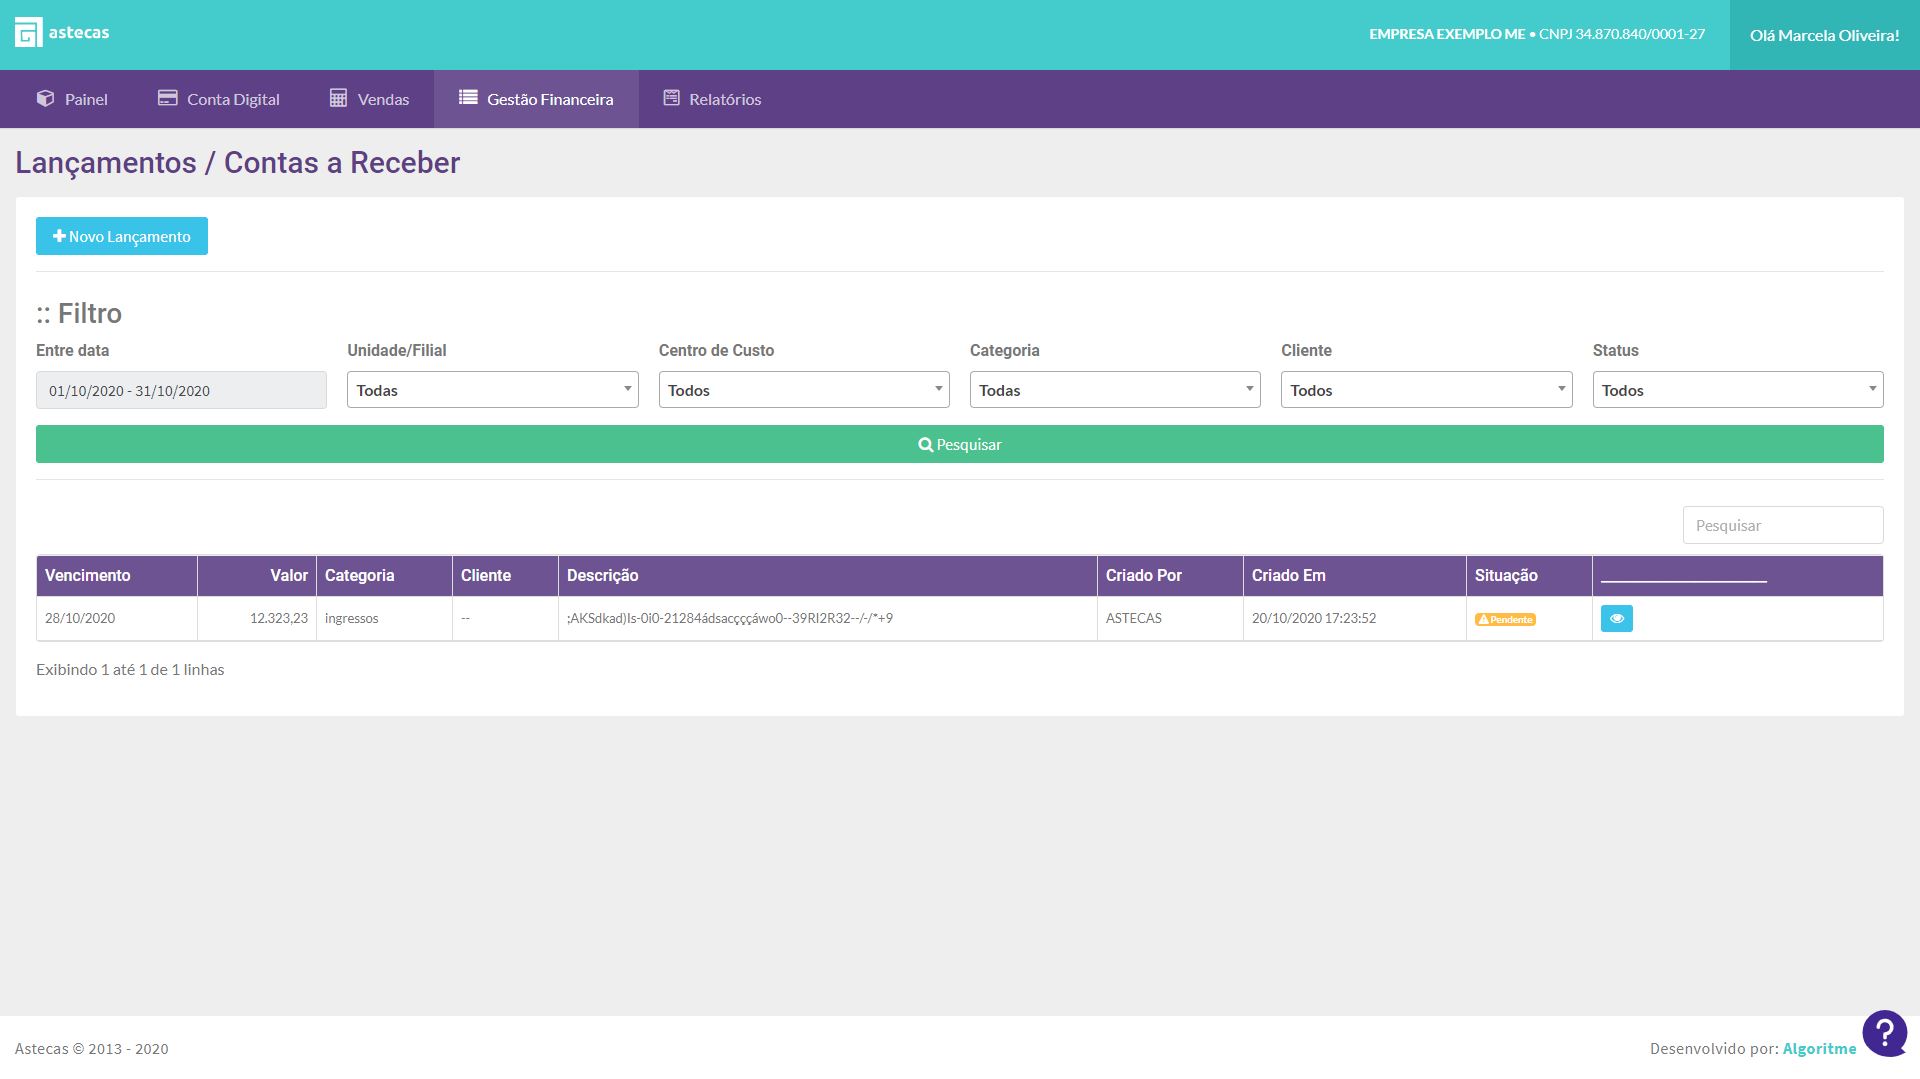 astecas
EMPRESA EXEMPLO ME • CNPJ 34.870.840/0001-27
Olá Marcela Oliveira!
Painel
Conta Digital
Vendas
Gestão Financeira
Relatórios
Lançamentos / Contas a Receber
Novo Lançamento
:: Filtro
Entre data
Unidade/Filial
Centro de Custo
Categoria
Cliente
Status
01/10/2020 - 31/10/2020
Todas
Todos
Todas
Todos
Todos
Pesquisar
Pesquisar
Vencimento
Valor
Categoria
Cliente
Descrição
Criado Por
Criado Em
Situação
28/10/2020
12.323,23
ingressos
--
;AKSdkad)Is-0i0-21284ádsacçççáwo0--39RI2R32--/-/*+9
ASTECAS
20/10/2020 17:23:52
Pendente
Exibindo 1 até 1 de 1 linhas
Astecas © 2013 - 2020
Desenvolvido por: Algoritme
?